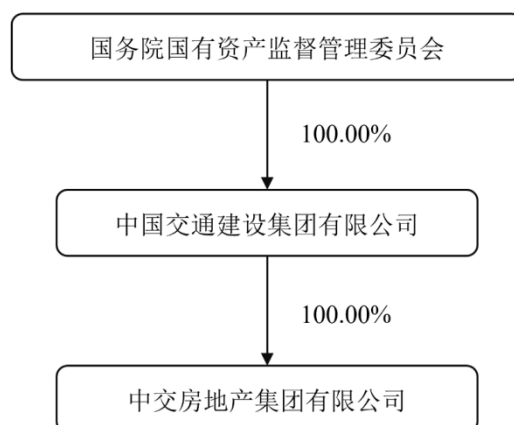 国务院国有资产监督管理委员会
100.00%
中国交通建设集团有限公司
100.00%
中交房地产集团有限公司